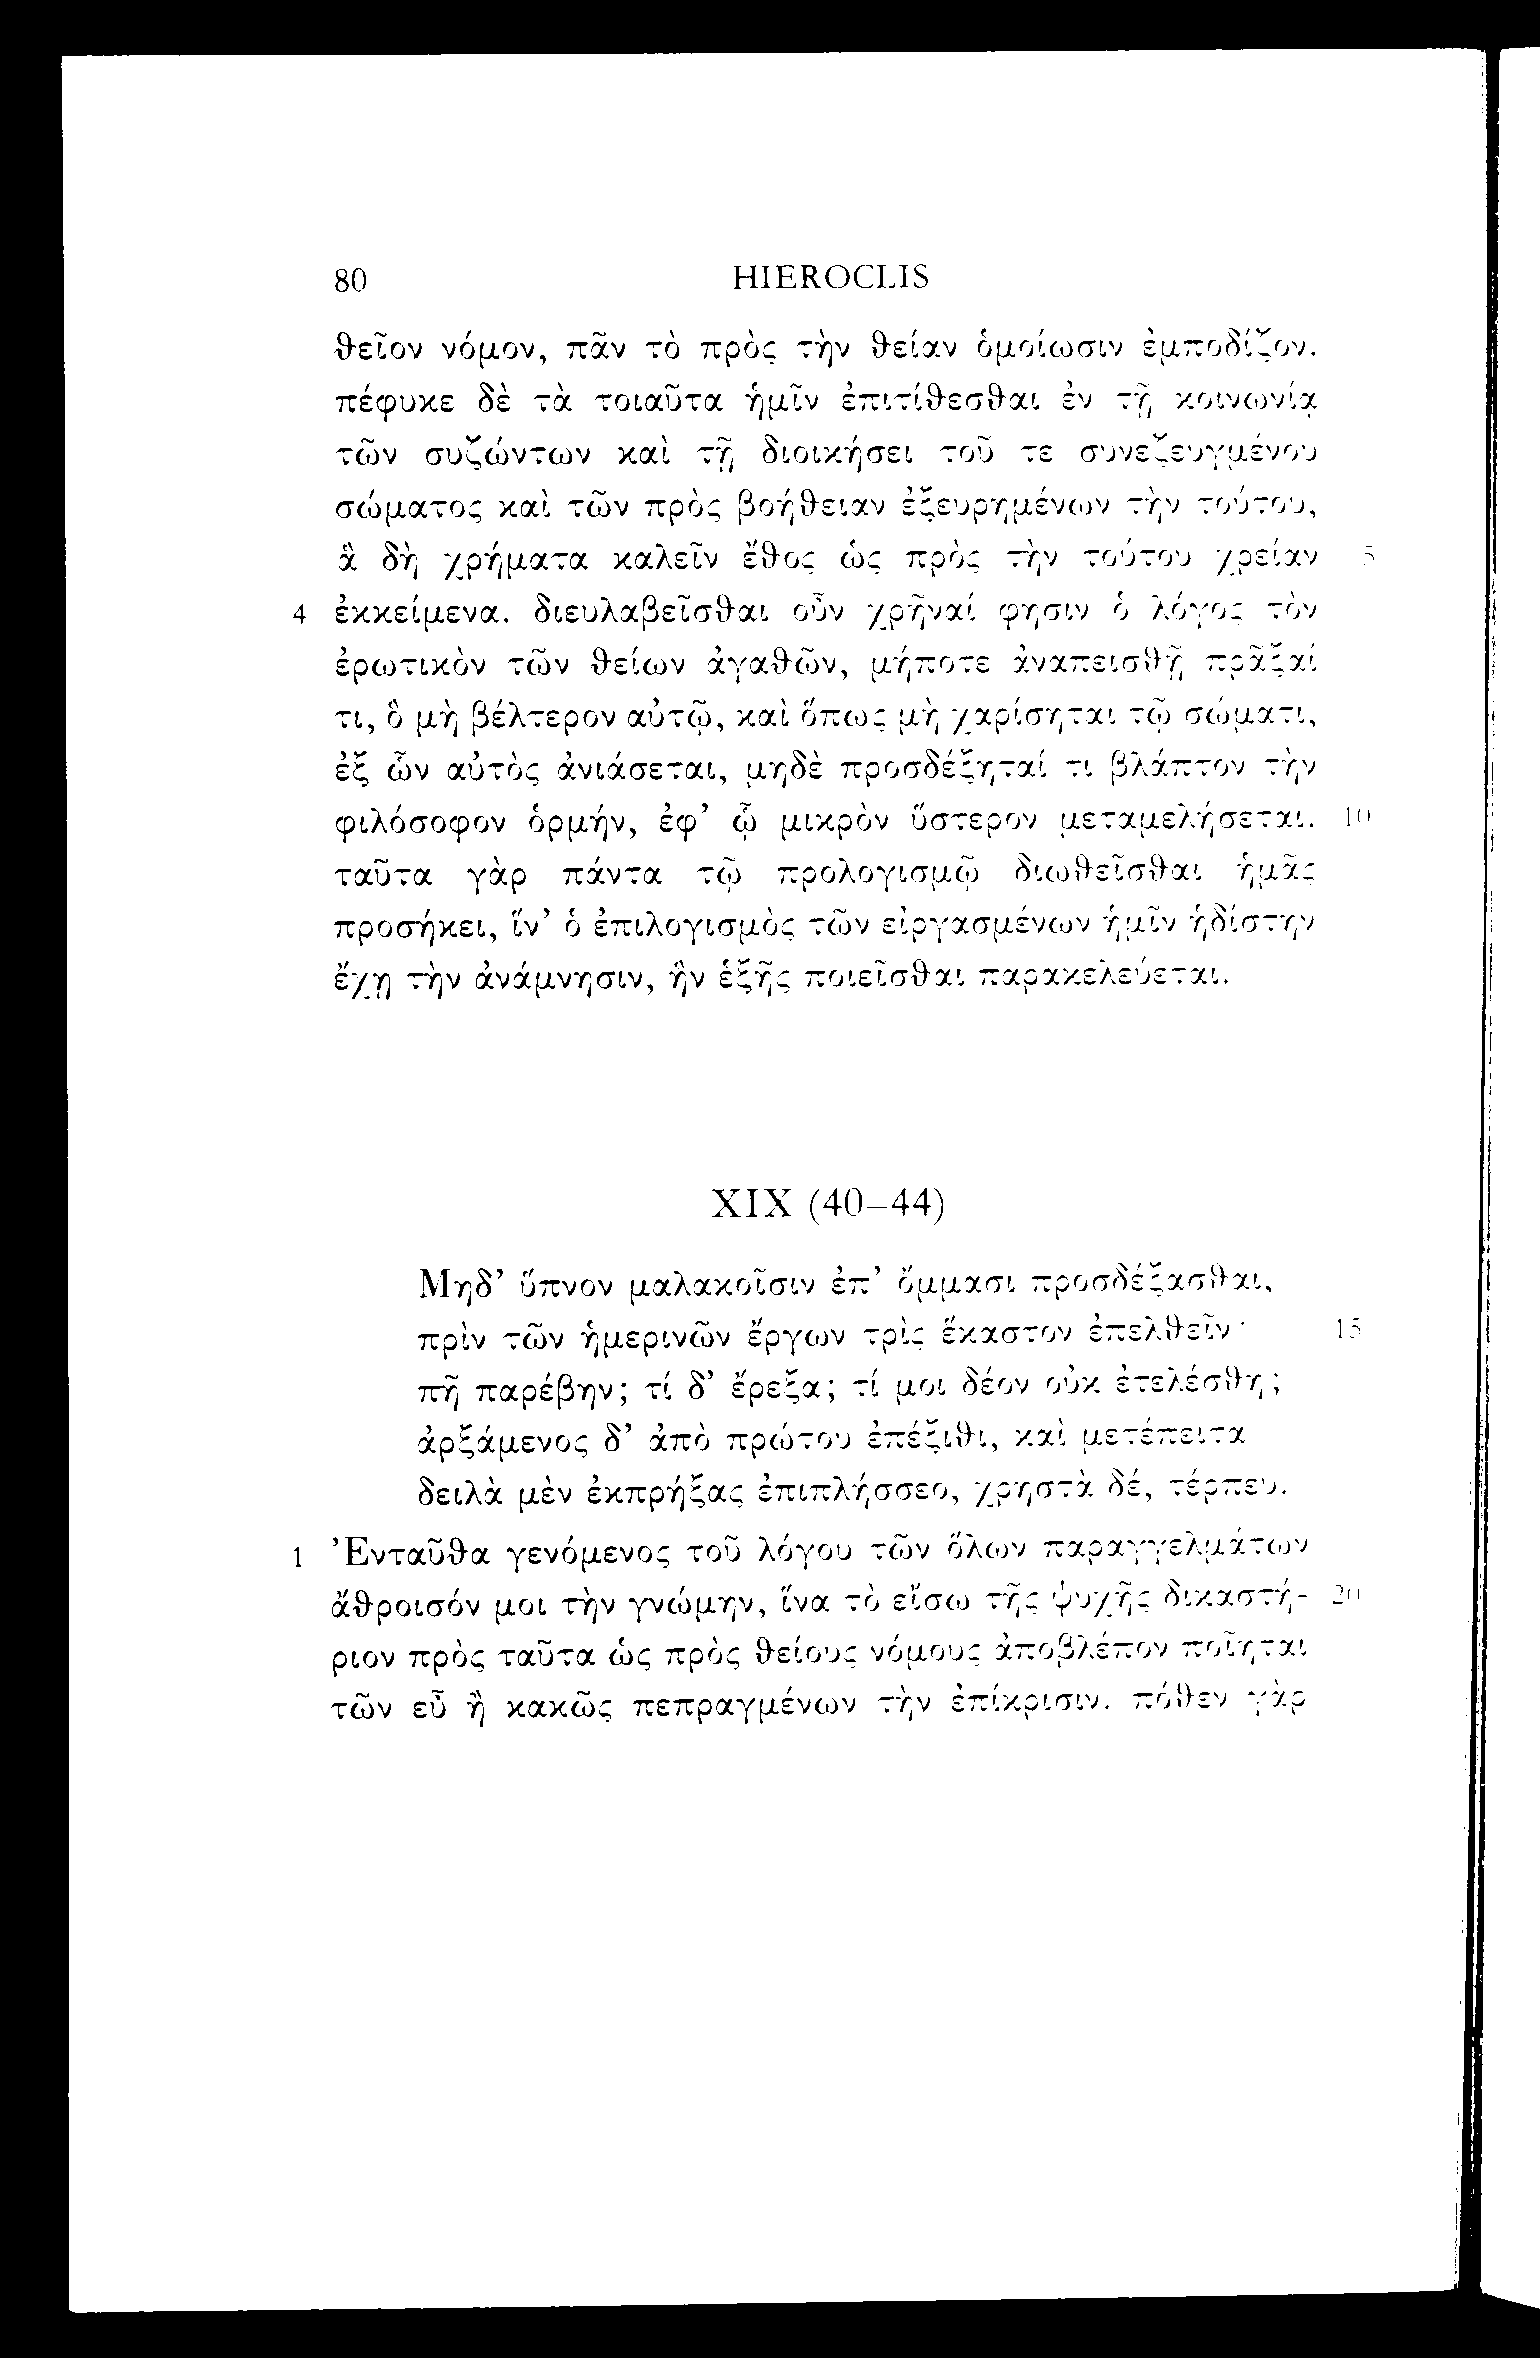 80 HIEROCLIS
θεῖον νόμον, πᾶν τὸ πρὸς τὴν θείαν ὁμοίωσιν ἐμποδίζον.
πέφυκε δὲ τὰ τοιαῦτα ἡμῖν ἐπιτίθεσθαι ἐν τῇ κοινωνίᾳ
τῶν συζώντων καὶ τῇ διοικήσει τοῦ τε συνεζευγμένου
σώματος καὶ τῶν πρὸς βοήθειαν ἐξευρημένων τὴν τούτου,
ἃ δὴ χρήματα καλεῖν ἔθος ὡς πρὸς τὴν τούτου χρείαν 5
4 ἐκκείμενα. διευλαβεῖσθαι οὖν χρῆναί φησιν ὁ λόγος τὸν
ἐρωτικὸν τῶν θείων ἀγαθῶν, μήποτε ἀναπεισθῇ πρᾶξαί
τι, ὃ μὴ βέλτερον αὐτῷ, καὶ ὅπως μὴ χαρίσηται τῷ σώματι,
ἐξ ὧν αὐτὸς ἀνιάσεται, μηδὲ προσδέξηταί τι βλάπτον τὴν
φιλόσοφον ὁρμήν, ἐφ’ ᾧ μικρὸν ὕστερον μεταμελήσεται. 10
ταῦτα γὰρ πάντα τῷ προλογισμῷ διωθεῖσθαι ἡμᾶς
προσήκει, ἵν’ ὁ ἐπιλογισμὸς τῶν εἰργασμένων ἡμῖν ἡδίστην
ἔχῃ τὴν ἀνάμνησιν, ἣν ἑξῆς ποιεῖσθαι παρακελεύεται.
XIX (40–44)
Μηδ’ ὕπνον μαλακοῖσιν ἐπ’ ὄμμασι προσδέξασθαι,
πρὶν τῶν ἡμερινῶν ἔργων τρὶς ἕκαστον ἐπελθεῖν· 15
πῆ παρέβην; τί δ’ ἔρεξα; τί μοι δέον οὐκ ἐτελέσθη;
ἀρξάμενος δ’ ἀπὸ πρώτου ἐπέξιθι, καὶ μετέπειτα
δειλὰ μὲν ἐκπρήξας ἐπιπλήσσεο, χρηστὰ δέ, τέρπευ.
1 Ἐνταῦθα γενόμενος τοῦ λόγου τῶν ὅλων παραγγελμάτων
ἄθροισόν μοι τὴν γνώμην, ἵνα τὸ εἴσω τῆς ψυχῆς δικαστή- 20
ριον πρὸς ταῦτα ὡς πρὸς θείους νόμους ἀποβλέπον ποῖηται
τῶν εὖ ἢ κακῶς πεπραγμένων τὴν ἐπίκρισιν. πόθεν γὰρ